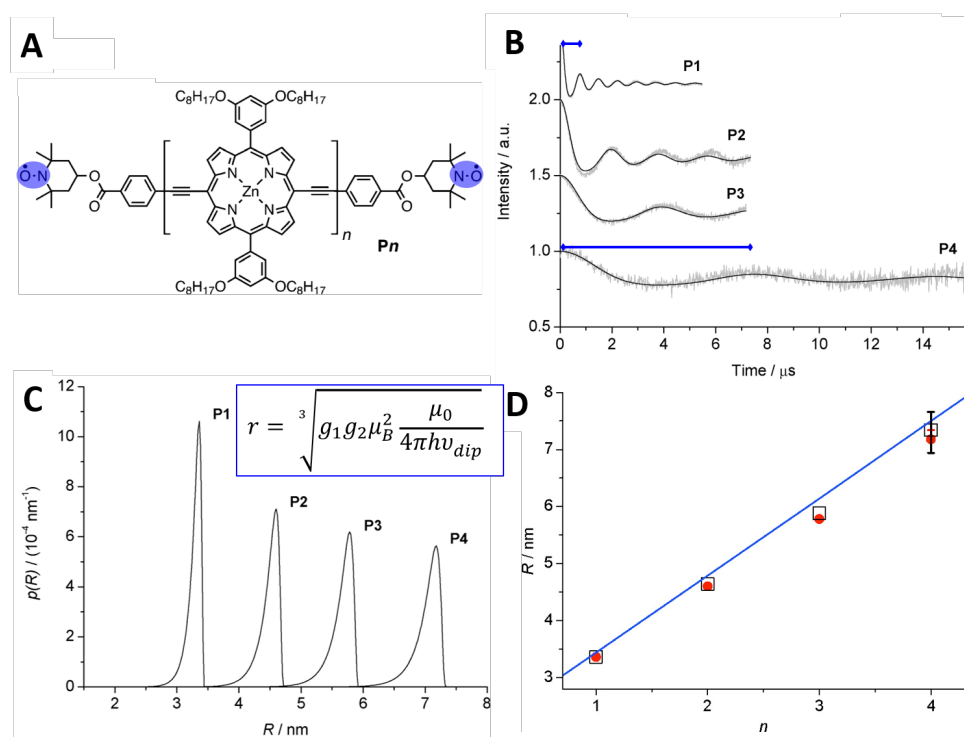 A
C₈H₁₇O OC₈H₁₇
O N
O
O
N N
Zn
N N
n
O
O
N O
Pn
C₈H₁₇O OC₈H₁₇
B
Intensity / a.u.
2.0
1.5
1.0
0.5
P1
P2
P3
P4
0 2 4 6 8 10 12 14
Time / μs
C
p(R) / (10⁻⁴ nm⁻¹)
12
10
8
6
4
2
0
P1
P2
P3
P4
r = ∛(g₁g₂μ_B² μ₀/(4πhυ_dip))
2 3 4 5 6 7 8
R / nm
D
R / nm
8
7
6
5
4
3
1 2 3 4
n